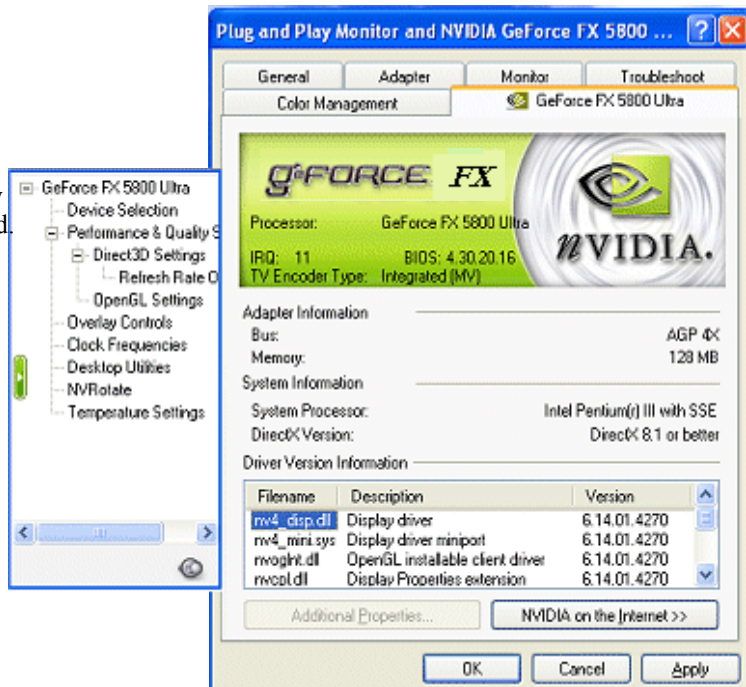 Plug and Play Monitor and NVIDIA GeForce FX 5800 ...
General Adapter Monitor Troubleshoot
Color Management GeForce FX 5800 Ultra
GeFORCE FX
Processor: GeForce FX 5800 Ultra
IRQ: 11 BIOS: 4.30.20.16
TV Encoder Type: Integrated (MV)
nVIDIA.
Adapter Information
Bus: AGP 4X
Memory: 128 MB
System Information
System Processor: Intel Pentium(r) III with SSE
DirectX Version: DirectX 8.1 or better
Driver Version Information
Filename Description Version
nv4_disp.dll Display driver 6.14.01.4270
nv4_mini.sys Display driver miniport 6.14.01.4270
nvoglnt.dll OpenGL installable client driver 6.14.01.4270
nvcpl.dll Display Properties extension 6.14.01.4270
Additional Properties... NVIDIA on the Internet >>
OK Cancel Apply
GeForce FX 5800 Ultra
Device Selection
Performance & Quality S
Direct3D Settings
Refresh Rate O
OpenGL Settings
Overlay Controls
Clock Frequencies
Desktop Utilities
NVRotate
Temperature Settings
d.